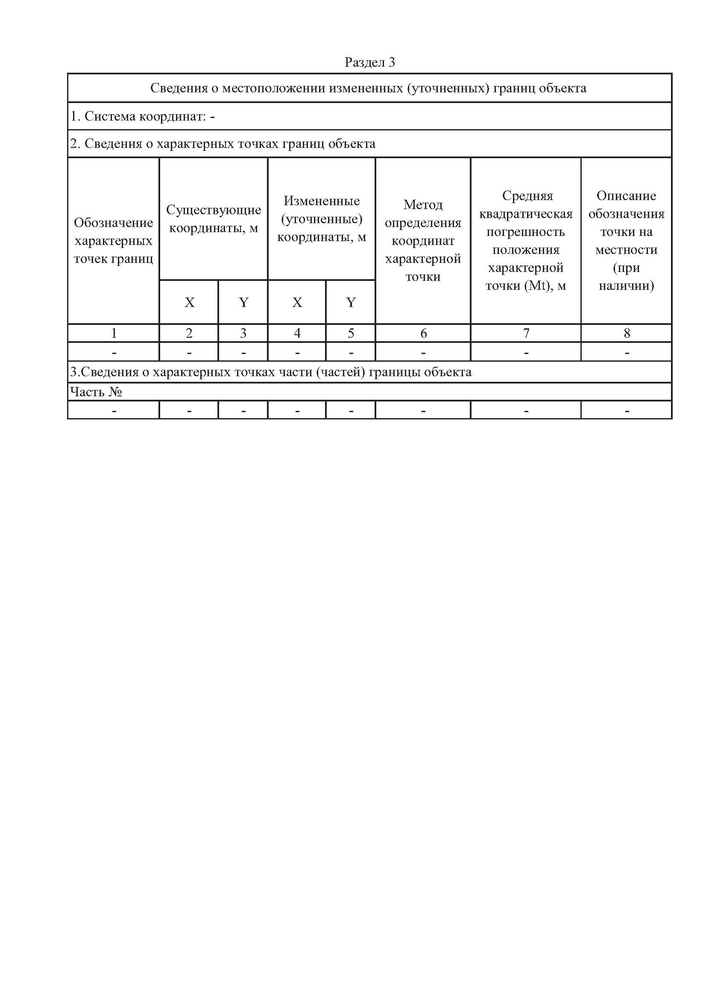 Раздел 3
Сведения о местоположении измененных (уточненных) границ объекта
1. Система координат: -
2. Сведения о характерных точках границ объекта
Обозначение
характерных
точек границ
Существующие
координаты, м
Измененные
(уточненные)
координаты, м
Метод
определения
координат
характерной
точки
Средняя
квадратическая
погрешность
положения
характерной
точки (Mt), м
Описание
обозначения
точки на
местности
(при
наличии)
X Y X Y
1 2 3 4 5 6 7 8
- - - - - - - -
3.Сведения о характерных точках части (частей) границы объекта
Часть №
- - - - - - - -